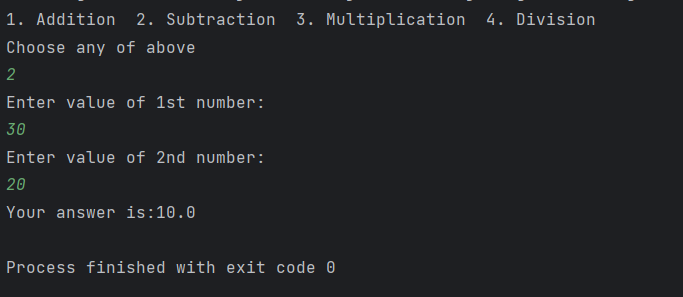 1. Addition  2. Subtraction  3. Multiplication  4. Division
Choose any of above
2
Enter value of 1st number:
30
Enter value of 2nd number:
20
Your answer is:10.0
Process finished with exit code 0